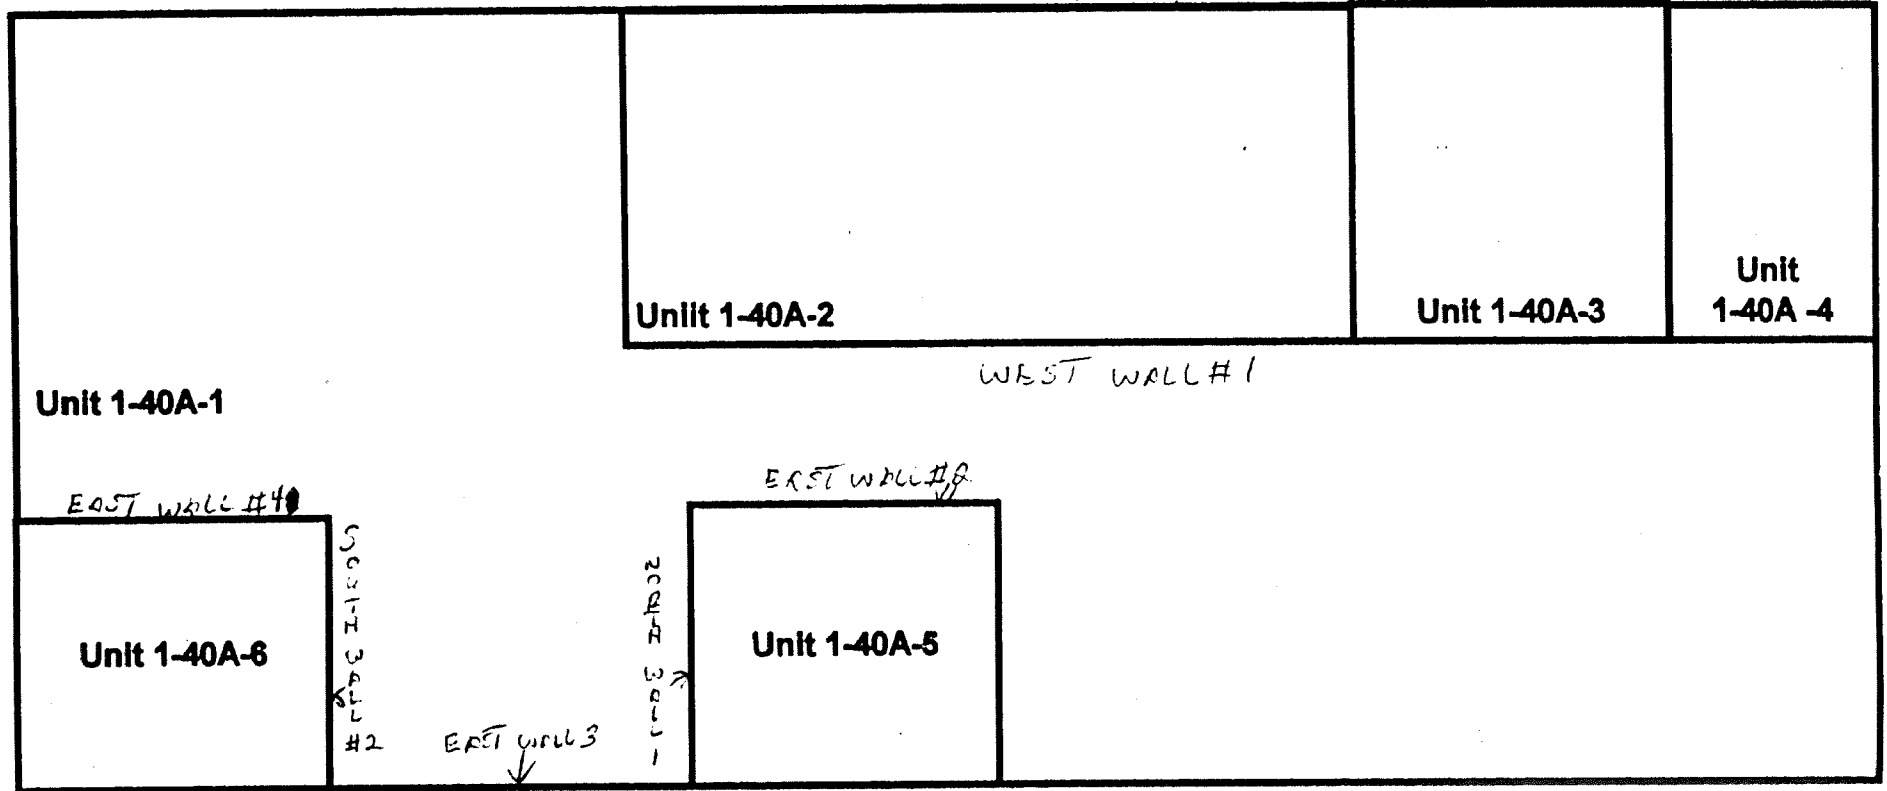 Uniit 1-40A-2
Unit 1-40A-3
Unit
1-40A -4
WEST WALL #1
Unit 1-40A-1
EAST WALL #2
EAST WALL #4
SOUTH WALL #2
NORTH WALL 1
Unit 1-40A-6
Unit 1-40A-5
EAST WALL 3